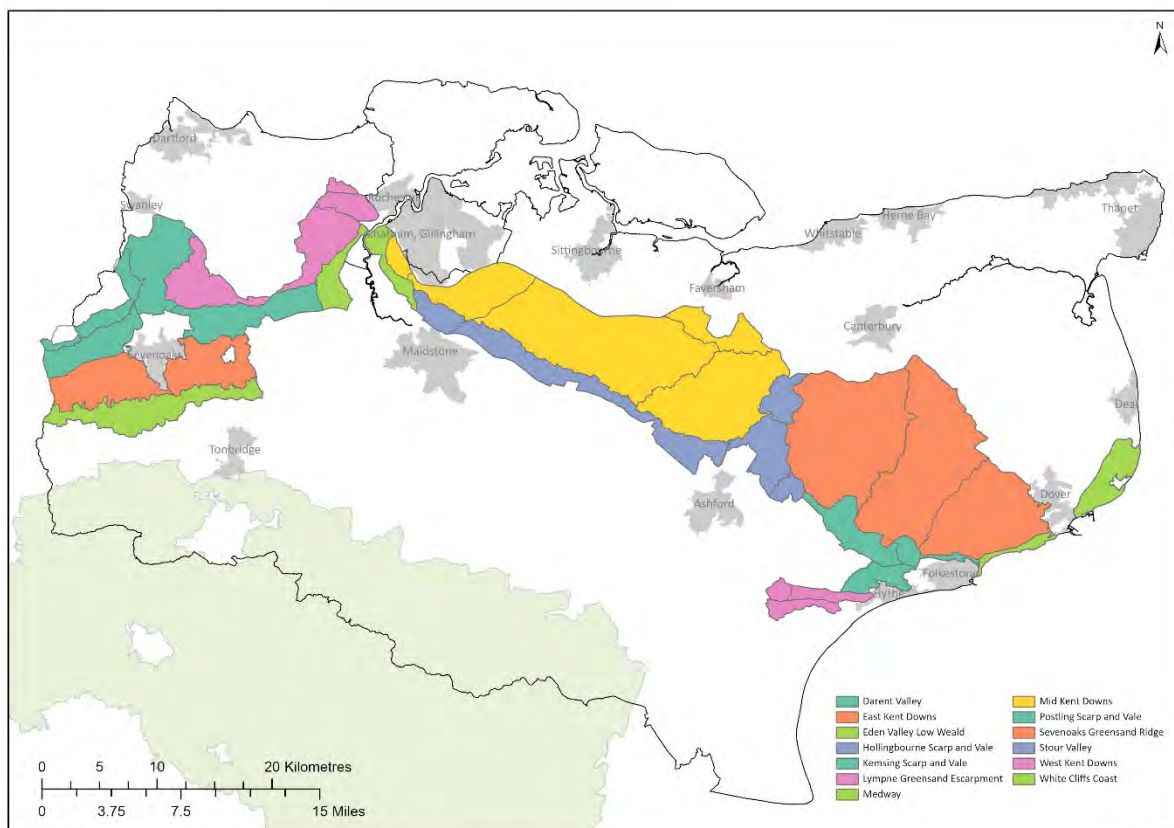 N
Dartford
Swanley
Rochester
Chatham, Gillingham
Sittingbourne
Whitstable
Herne Bay
Thanet
Faversham
Canterbury
Sevenoaks
Maidstone
Deal
Tonbridge
Ashford
Dover
Folkestone
Hythe
Darent Valley
East Kent Downs
Eden Valley Low Weald
Hollingbourne Scarp and Vale
Kemsing Scarp and Vale
Lympne Greensand Escarpment
Medway
Mid Kent Downs
Postling Scarp and Vale
Sevenoaks Greensand Ridge
Stour Valley
West Kent Downs
White Cliffs Coast
0 5 10 20 Kilometres
0 3.75 7.5 15 Miles